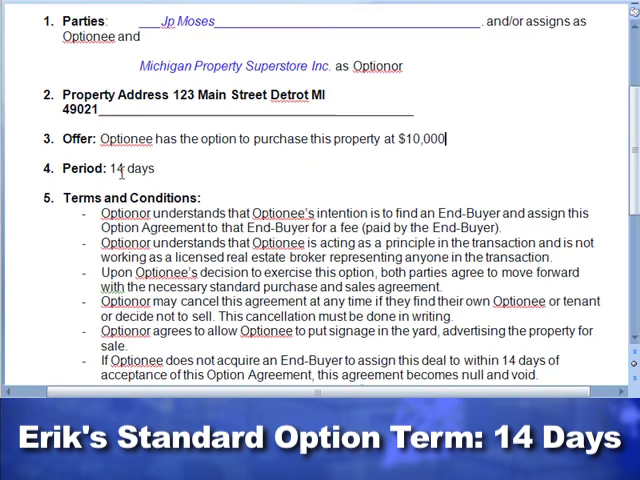 1. Parties: ___Jp Moses___. and/or assigns as
Optionee and
Michigan Property Superstore Inc. as Optionor
2. Property Address 123 Main Street Detrot MI
49021___
3. Offer: Optionee has the option to purchase this property at $10,000
4. Period: 14 days
5. Terms and Conditions:
- Optionor understands that Optionee's intention is to find an End-Buyer and assign this
Option Agreement to that End-Buyer for a fee (paid by the End-Buyer).
- Optionor understands that Optionee is acting as a principle in the transaction and is not
working as a licensed real estate broker representing anyone in the transaction.
- Upon Optionee's decision to exercise this option, both parties agree to move forward
with the necessary standard purchase and sales agreement.
- Optionor may cancel this agreement at any time if they find their own Optionee or tenant
or decide not to sell. This cancellation must be done in writing.
- Optionor agrees to allow Optionee to put signage in the yard, advertising the property for
sale.
- If Optionee does not acquire an End-Buyer to assign this deal to within 14 days of
acceptance of this Option Agreement, this agreement becomes null and void.
Erik's Standard Option Term: 14 Days